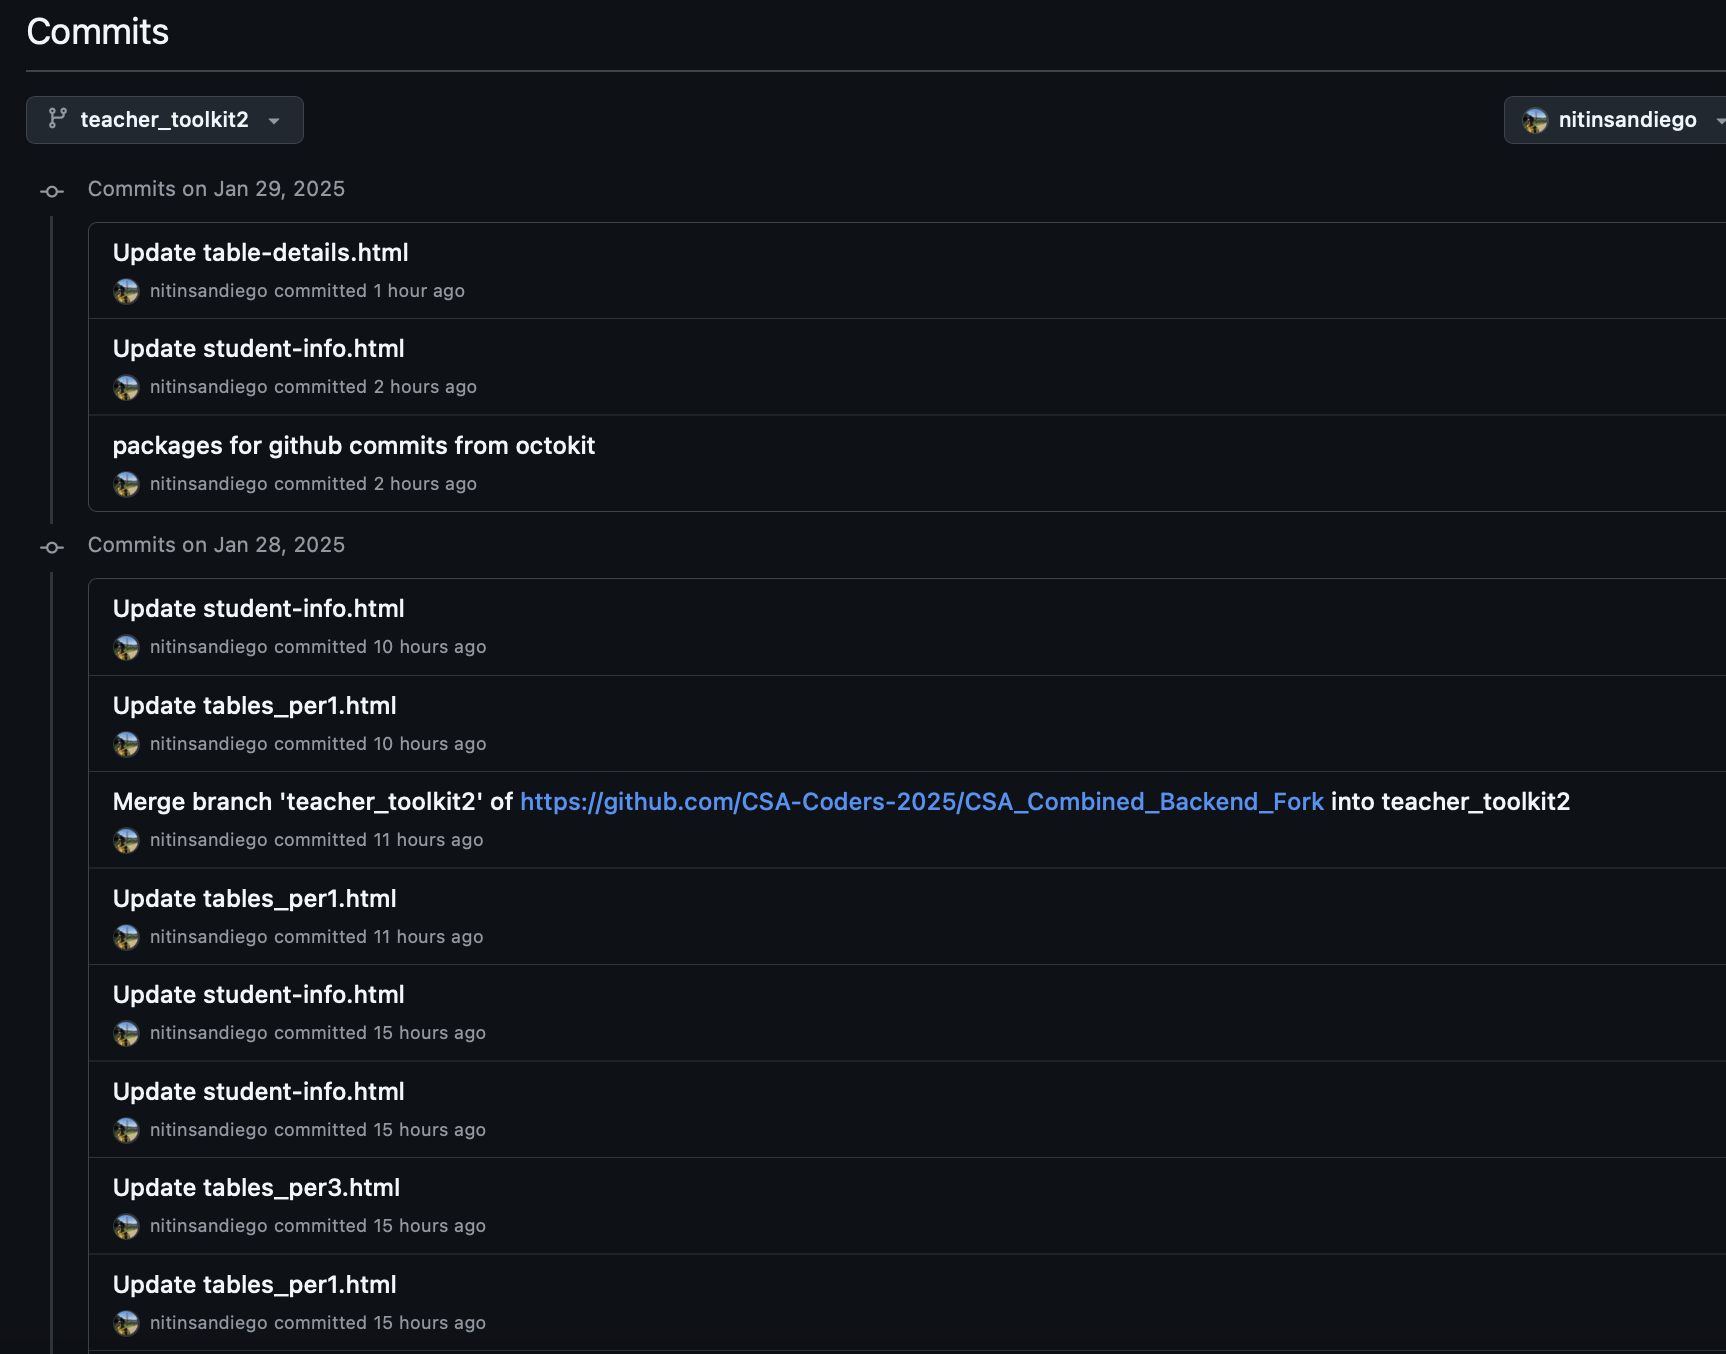 Commits
teacher_toolkit2
nitinsandiego
Commits on Jan 29, 2025
Update table-details.html
nitinsandiego committed 1 hour ago
Update student-info.html
nitinsandiego committed 2 hours ago
packages for github commits from octokit
nitinsandiego committed 2 hours ago
Commits on Jan 28, 2025
Update student-info.html
nitinsandiego committed 10 hours ago
Update tables_per1.html
nitinsandiego committed 10 hours ago
Merge branch 'teacher_toolkit2' of https://github.com/CSA-Coders-2025/CSA_Combined_Backend_Fork into teacher_toolkit2
nitinsandiego committed 11 hours ago
Update tables_per1.html
nitinsandiego committed 11 hours ago
Update student-info.html
nitinsandiego committed 15 hours ago
Update student-info.html
nitinsandiego committed 15 hours ago
Update tables_per3.html
nitinsandiego committed 15 hours ago
Update tables_per1.html
nitinsandiego committed 15 hours ago